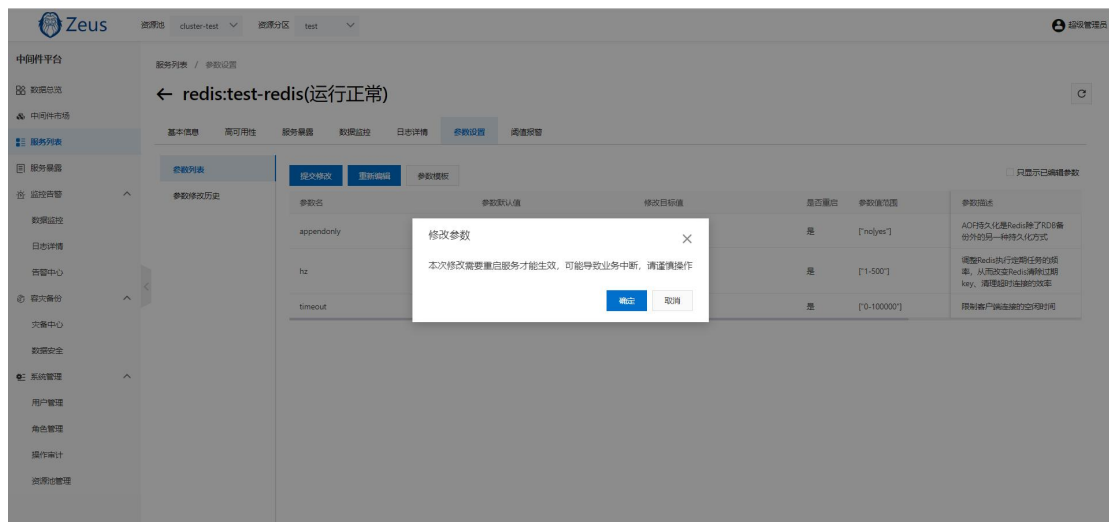 Zeus
资源池 cluster-test 资源分区 test
超级管理员
中间件平台
数据总览
中间件市场
服务列表
服务暴露
监控告警
数据监控
日志详情
告警中心
容灾备份
灾备中心
数据安全
系统管理
用户管理
角色管理
操作审计
资源池管理
服务列表 / 参数设置
← redis:test-redis(运行正常)
基本信息 高可用性 服务暴露 数据监控 日志详情 参数设置 阈值报警
参数列表
参数修改历史
提交修改 重新编辑 参数模板
只显示已编辑参数
参数名 参数默认值 修改目标值 是否重启 参数值范围 参数描述
appendonly 是 ["no|yes"] AOF持久化是Redis除了RDB备
份外的另一种持久化方式
hz 是 ["1-500"] 调整Redis执行定期任务的频
率，从而改变Redis清除过期
key、清理超时连接的效率
timeout 是 ["0-100000"] 限制客户端连接的空闲时间
修改参数
本次修改需要重启服务才能生效，可能导致业务中断，请谨慎操作
确定 取消